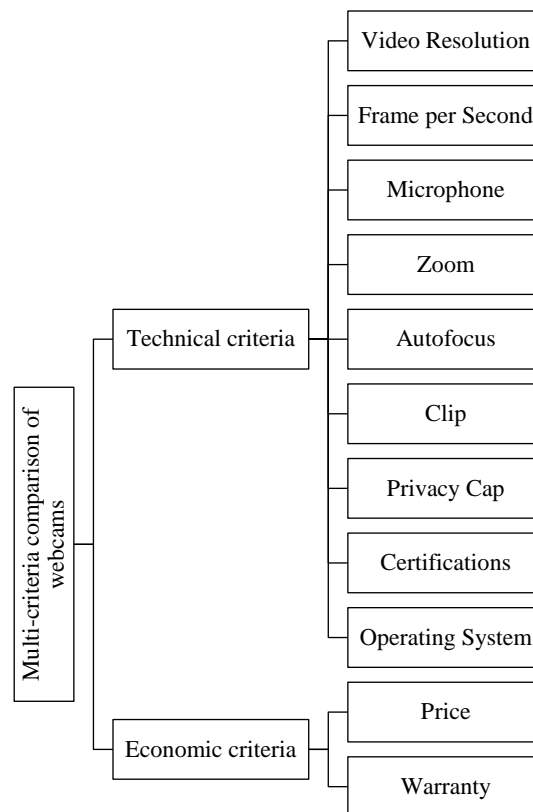 Multi-criteria comparison of
webcams
Technical criteria
Video Resolution
Frame per Second
Microphone
Zoom
Autofocus
Clip
Privacy Cap
Certifications
Operating System
Economic criteria
Price
Warranty